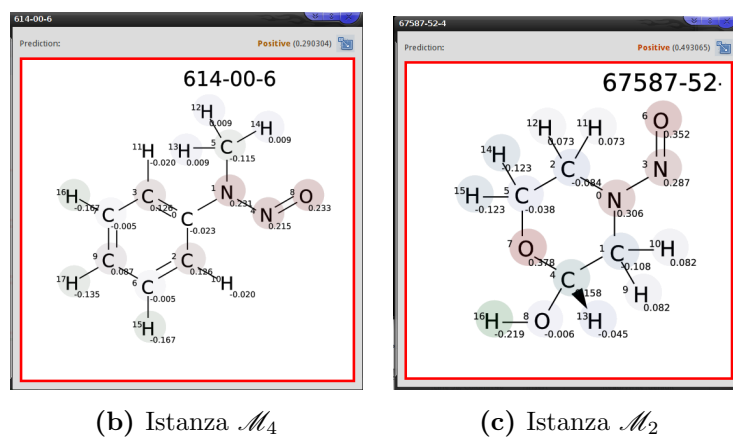 614-00-6
Prediction:
Positive (0.290304)
614-00-6
12
H
0.009
14
H
0.009
5
C
-0.115
13
H
0.009
11
H
-0.020
1
N
0.231
8
O
0.233
N
0.215
16
H
-0.167
3
C
0.126
C
-0.005
0
C
-0.023
9
C
0.087
2
C
0.126
17
H
-0.135
6
C
-0.005
10
H
-0.020
15
H
-0.167
(b) Istanza ℳ4
67587-52-4
Prediction:
Positive (0.493065)
67587-52-
6
O
0.352
12
H
0.073
11
H
0.073
14
H
-0.123
2
C
-0.084
3
N
0.287
15
H
-0.123
5
C
-0.038
0
N
0.306
7
O
0.378
1
C
-0.108
10
H
0.082
4
C
.158
9
H
0.082
16
H
-0.219
8
O
-0.006
13
H
-0.045
(c) Istanza ℳ2